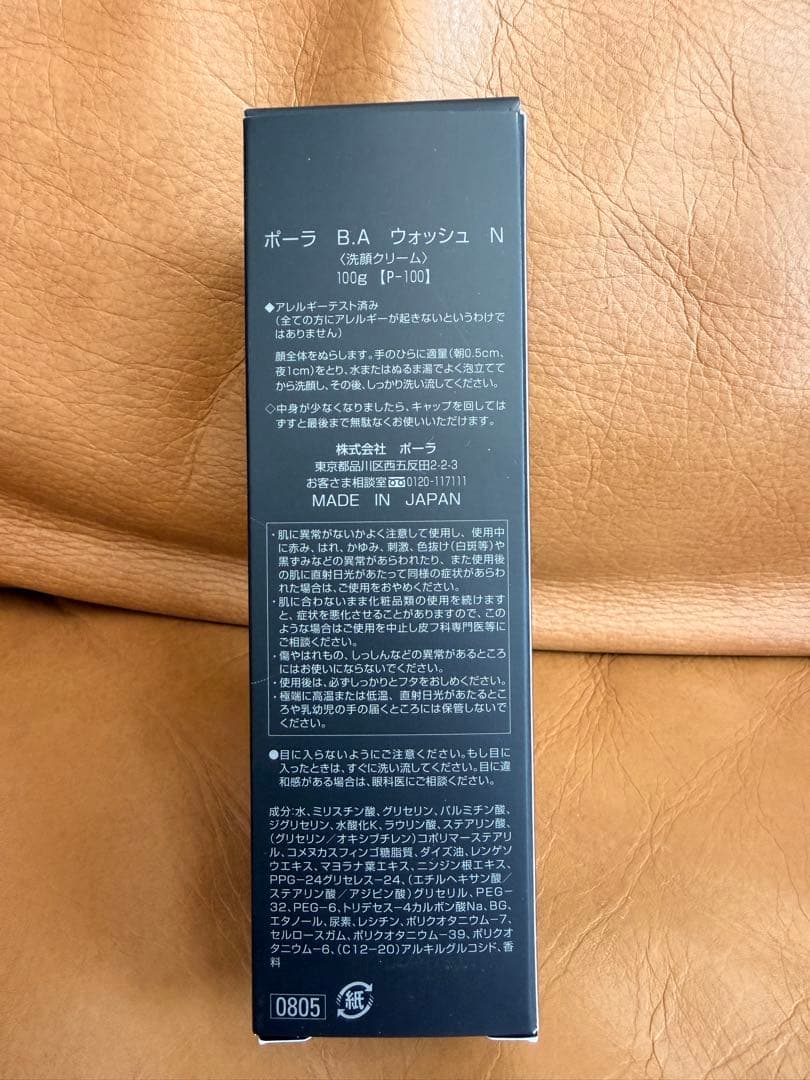 ポーラ B.A ウォッシュ N
〈洗顔クリーム〉
100g 【P-100】
◆アレルギーテスト済み
(全ての方にアレルギーが起きないというわけで
はありません)
顔全体をぬらします。手のひらに適量(朝0.5cm、
夜1cm)をとり、水またはぬるま湯でよく泡立てて
から洗顔し、その後、しっかり洗い流してください。
◇中身が少なくなりましたら、キャップを回しては
ずすと最後まで無駄なくお使いいただけます。
株式会社 ポーラ
東京都品川区西五反田2-2-3
お客さま相談室 0120-117111
MADE IN JAPAN
・肌に異常がないかよく注意して使用し、使用中
に赤み、はれ、かゆみ、刺激、色抜け(白斑等)や
黒ずみなどの異常があらわれたり、また使用後
の肌に直射日光があたって同様の症状があらわ
れた場合は、ご使用をおやめください。
・肌に合わないまま化粧品類の使用を続けます
と、症状を悪化させることがありますので、この
ような場合はご使用を中止し皮フ科専門医等に
ご相談ください。
・傷やはれもの、しっしんなどの異常があるところ
にはお使いにならないでください。
・使用後は、必ずしっかりとフタをおしめください。
・極端に高温または低温、直射日光があたるとこ
ろや乳幼児の手の届くところには保管しないで
ください。
●目に入らないようにご注意ください。もし目に
入ったときは、すぐに洗い流してください。目に違
和感がある場合は、眼科医にご相談ください。
成分:水、ミリスチン酸、グリセリン、パルミチン酸、
ジグリセリン、水酸化K、ラウリン酸、ステアリン酸、
(グリセリン/オキシブチレン)コポリマーステアリ
ル、コメヌカスフィンゴ糖脂質、ダイズ油、レンゲソ
ウエキス、マヨラナ葉エキス、ニンジン根エキス、
PPG-24グリセレス-24、(エチルヘキサン酸/
ステアリン酸/アジピン酸)グリセリル、PEG-
32、PEG-6、トリデセス-4カルボン酸Na、BG、
エタノール、尿素、レシチン、ポリクオタニウム-7、
セルロースガム、ポリクオタニウム-39、ポリクオ
タニウム-6、(C12-20)アルキルグルコシド、香
料
0805 紙